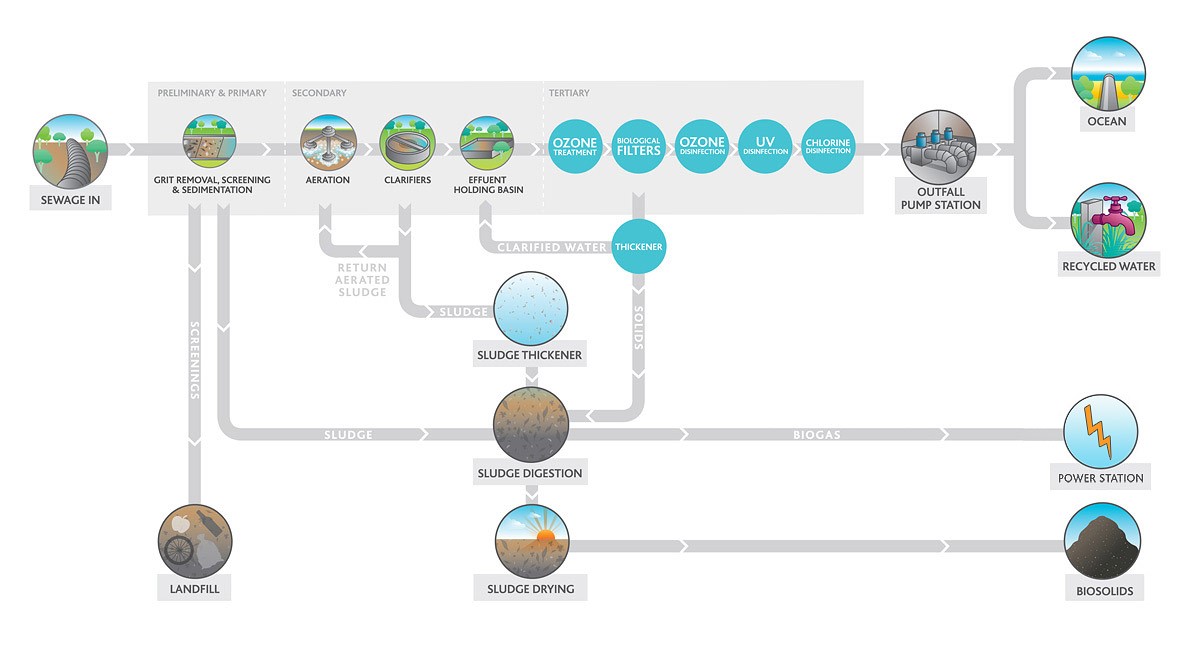 PRELIMINARY & PRIMARY
SECONDARY
TERTIARY
SEWAGE IN
GRIT REMOVAL, SCREENING
& SEDIMENTATION
AERATION
CLARIFIERS
EFFUENT
HOLDING BASIN
OZONE
TREATMENT
BIOLOGICAL
FILTERS
OZONE
DISINFECTION
UV
DISINFECTION
CHLORINE
DISINFECTION
OUTFALL
PUMP STATION
OCEAN
RECYCLED WATER
RETURN
AERATED
SLUDGE
CLARIFIED WATER
THICKENER
SLUDGE
SOLIDS
SCREENINGS
SLUDGE THICKENER
SLUDGE
SLUDGE DIGESTION
BIOGAS
POWER STATION
LANDFILL
SLUDGE DRYING
BIOSOLIDS